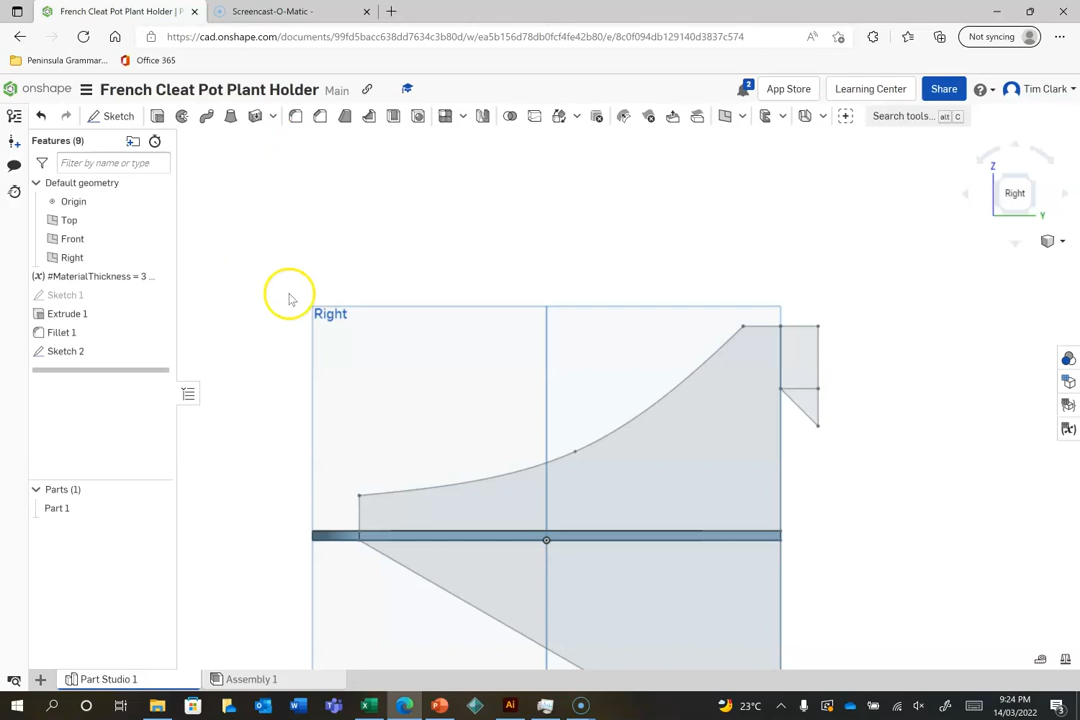 French Cleat Pot Plant Holder |
Screencast-O-Matic -
https://cad.onshape.com/documents/99fd5bacc638dd7634c3b80d/w/ea5b156d78db0fcf4fe42b80/e/8c0f094db129140d3837c574
Not syncing
Peninsula Grammar...
Office 365
onshape
French Cleat Pot Plant Holder Main
2
App Store
Learning Center
Share
Tim Clark
Sketch
Search tools... alt C
Features (9)
Filter by name or type
Default geometry
Origin
Top
Front
Right
(x) #MaterialThickness = 3 ...
Sketch 1
Extrude 1
Fillet 1
Sketch 2
Parts (1)
Part 1
Right
Z
Right
Y
(x)
Part Studio 1
Assembly 1
23°C
9:24 PM
14/03/2022
3